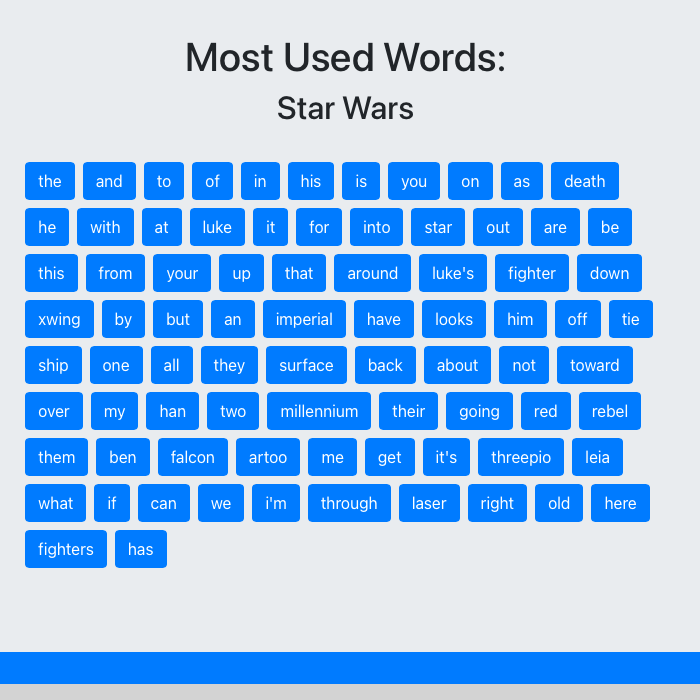 Most Used Words:
Star Wars
the and to of in his is you on as death
he with at luke it for into star out are be
this from your up that around luke's fighter down
xwing by but an imperial have looks him off tie
ship one all they surface back about not toward
over my han two millennium their going red rebel
them ben falcon artoo me get it's threepio leia
what if can we i'm through laser right old here
fighters has